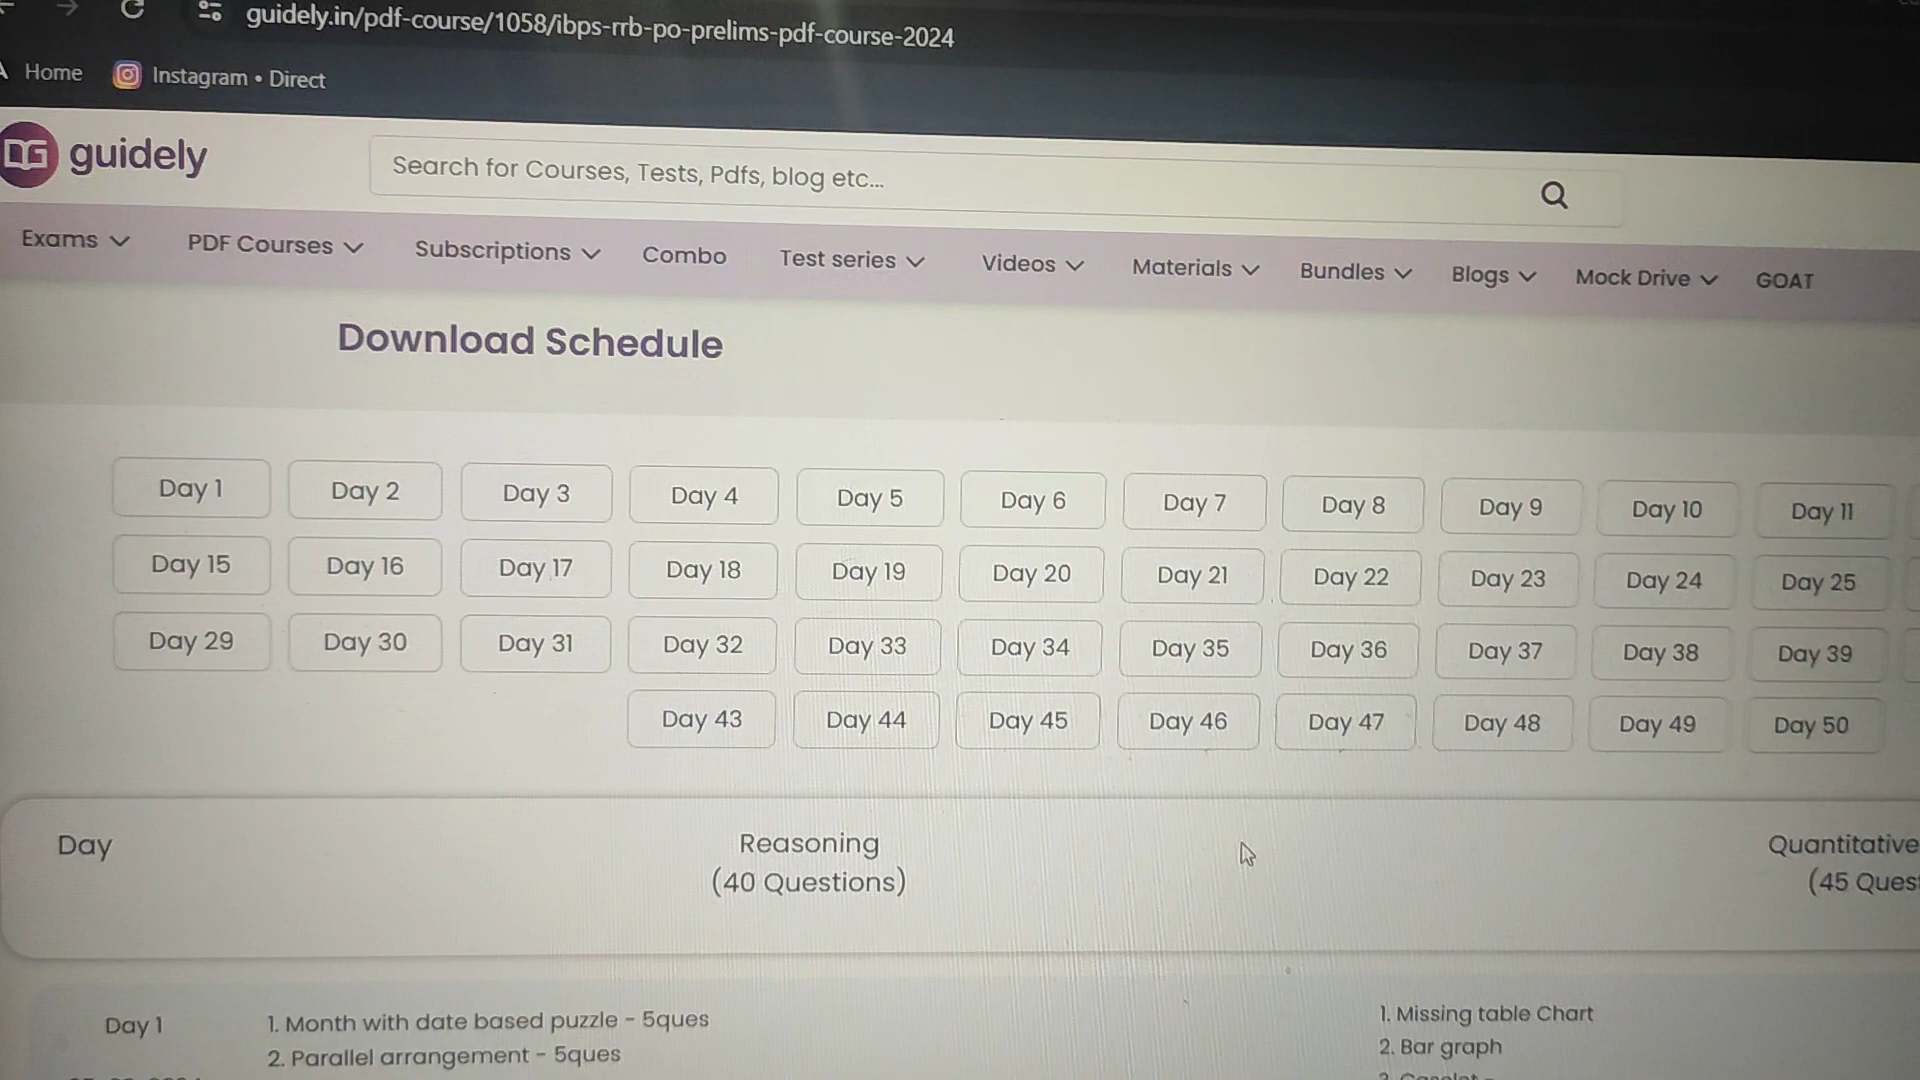 guidely.in/pdf-course/1058/ibps-rrb-po-prelims-pdf-course-2024
Home Instagram • Direct
guidely
Search for Courses, Tests, Pdfs, blog etc...
Exams PDF Courses Subscriptions Combo Test series Videos Materials Bundles Blogs Mock Drive GOAT
Download Schedule
Day 1 Day 2 Day 3 Day 4 Day 5 Day 6 Day 7 Day 8 Day 9 Day 10 Day 11
Day 15 Day 16 Day 17 Day 18 Day 19 Day 20 Day 21 Day 22 Day 23 Day 24 Day 25
Day 29 Day 30 Day 31 Day 32 Day 33 Day 34 Day 35 Day 36 Day 37 Day 38 Day 39
Day 43 Day 44 Day 45 Day 46 Day 47 Day 48 Day 49 Day 50
Day Reasoning Quantitative
(40 Questions) (45 Ques
Day 1 1. Month with date based puzzle - 5ques 1. Missing table Chart
2. Parallel arrangement - 5ques 2. Bar graph